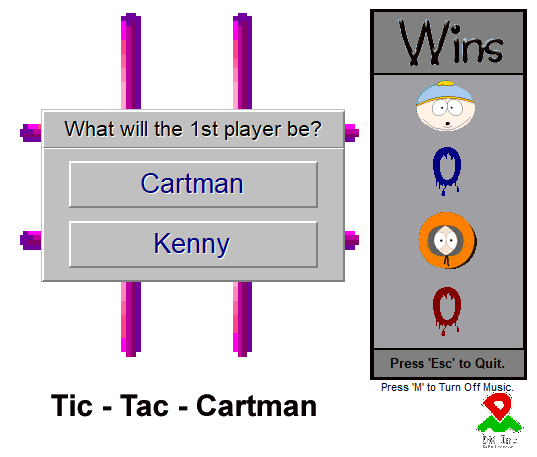 Wins
What will the 1st player be?
Cartman
0
Kenny
0
Press 'Esc' to Quit.
Press 'M' to Turn Off Music.
Tic - Tac - Cartman